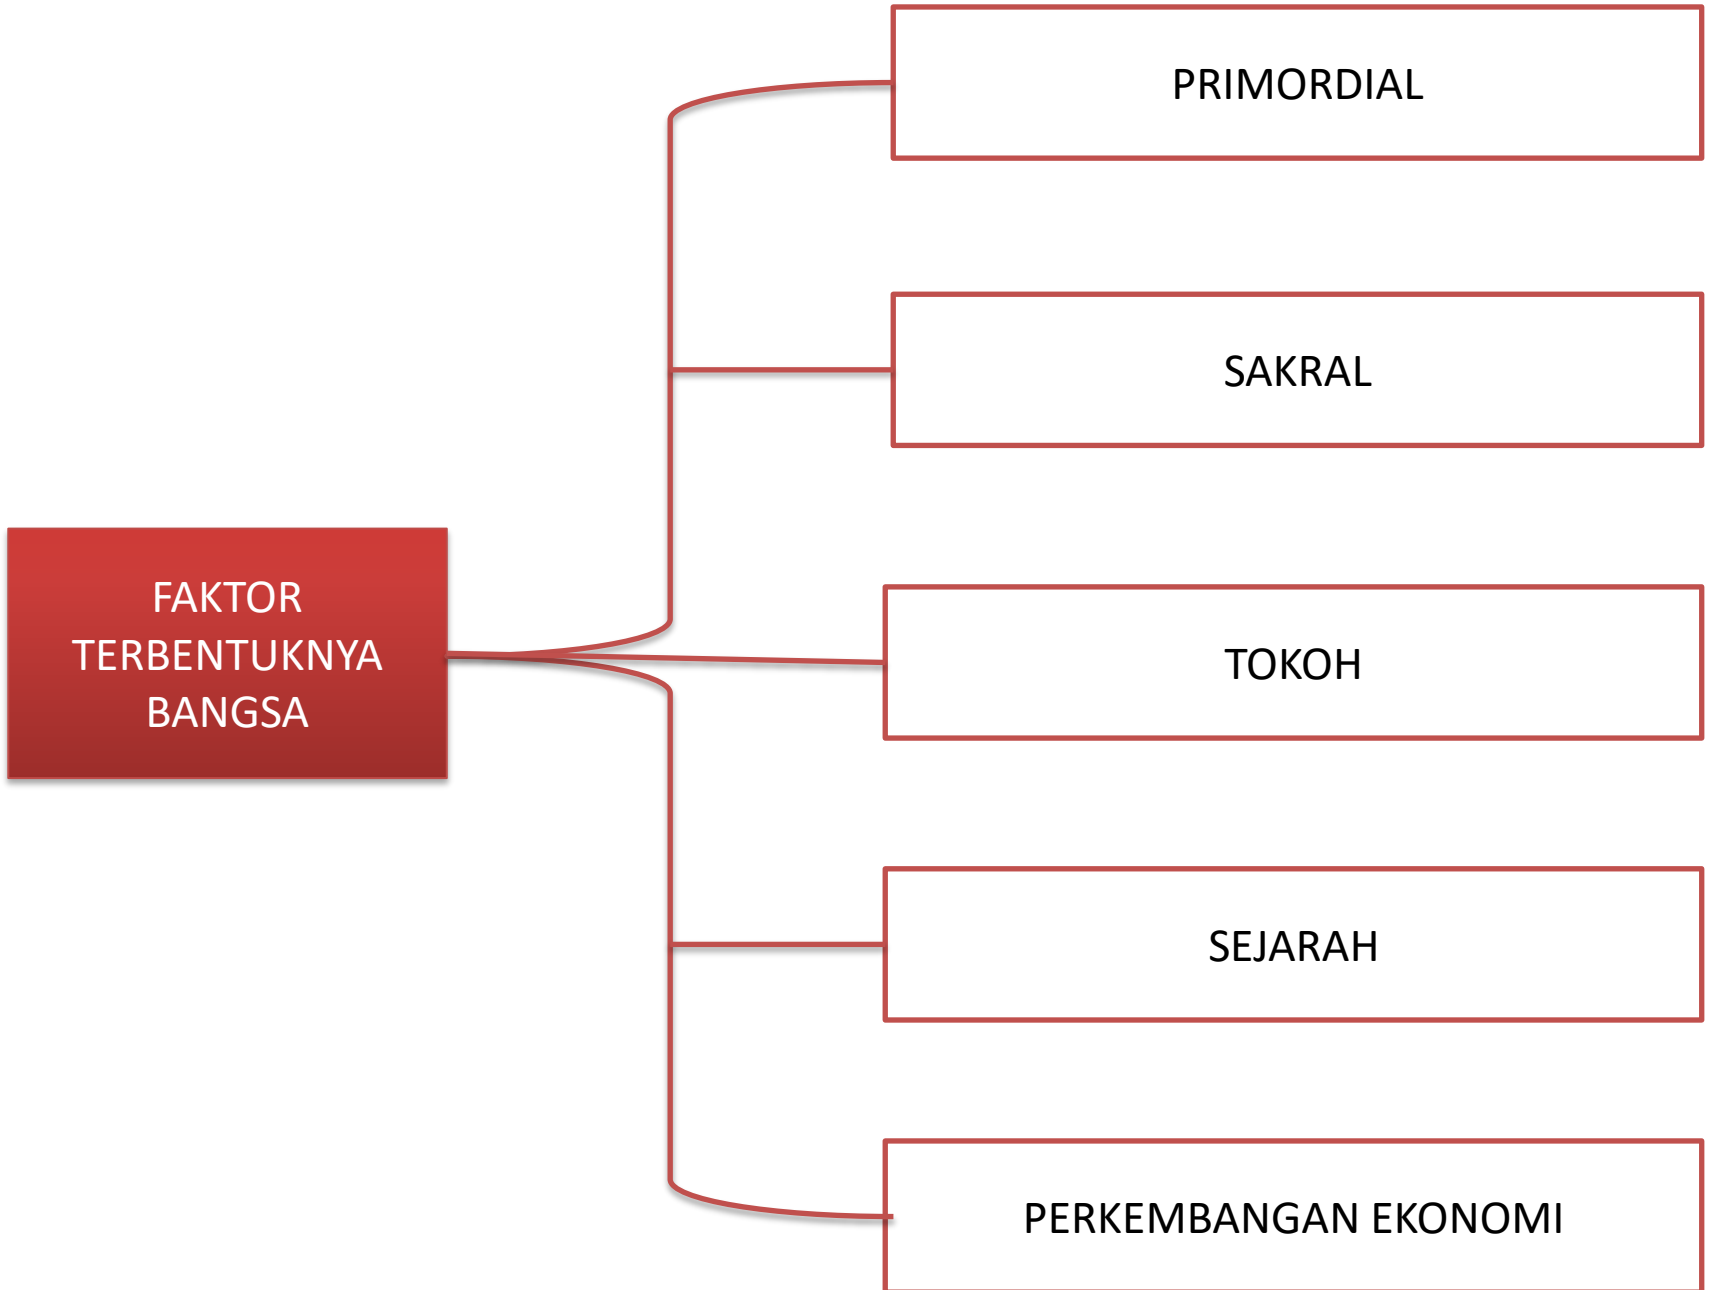 PRIMORDIAL
SAKRAL
FAKTOR
TERBENTUKNYA
BANGSA
TOKOH
SEJARAH
PERKEMBANGAN EKONOMI